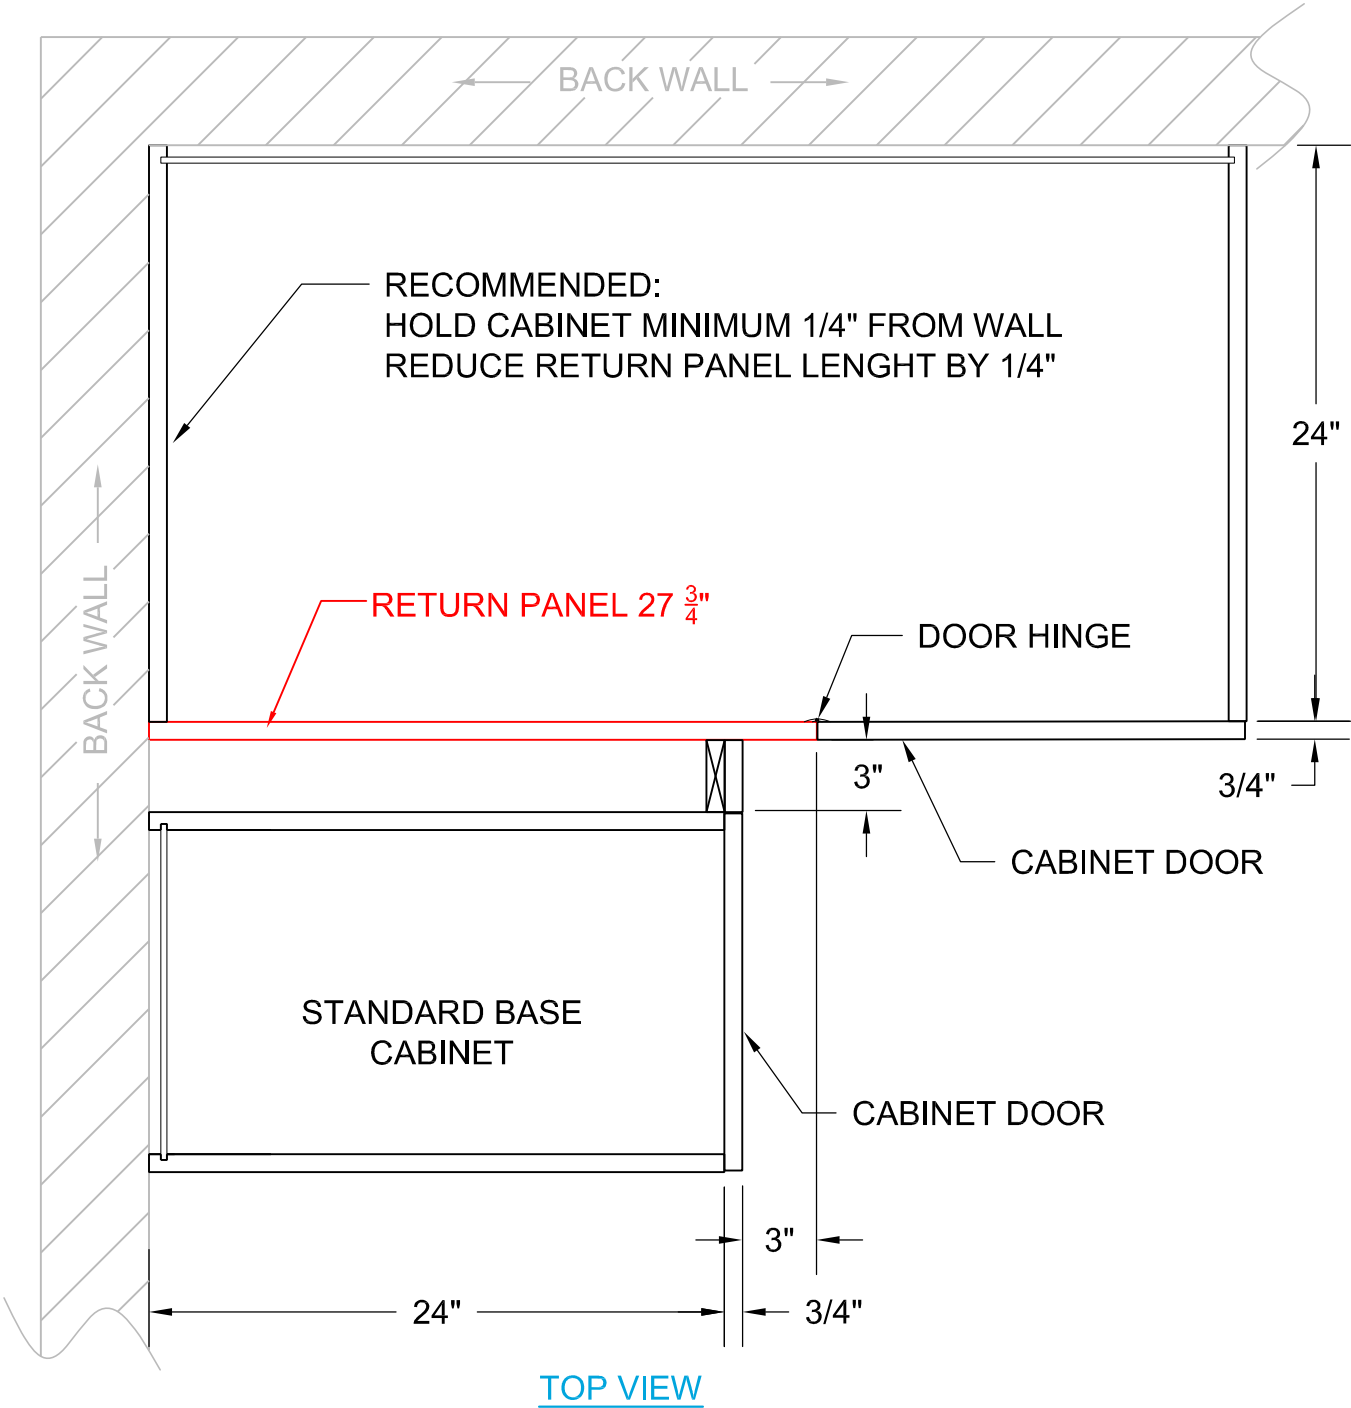 BACK WALL
RECOMMENDED:
HOLD CABINET MINIMUM 1/4" FROM WALL
REDUCE RETURN PANEL LENGHT BY 1/4"
24"
BACK WALL
RETURN PANEL 27 3/4"
DOOR HINGE
3"
3/4"
CABINET DOOR
STANDARD BASE
CABINET
CABINET DOOR
3"
24"
3/4"
TOP VIEW